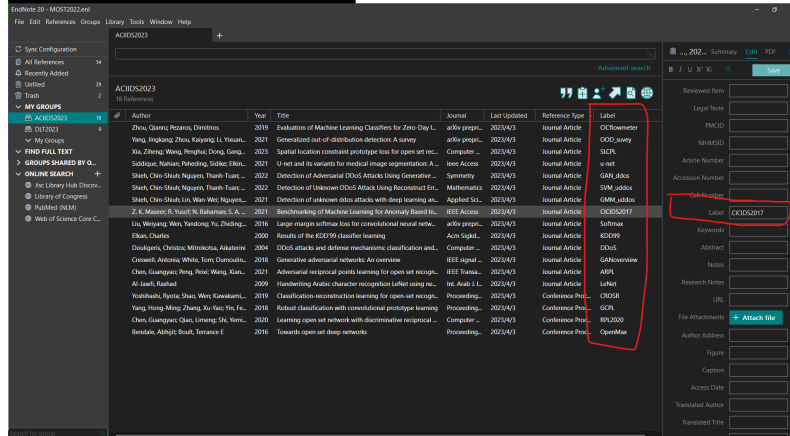 EndNote 20 - MOST2022.enl
File Edit References Groups Library Tools Window Help
ACIIDS2023 +
Sync Configuration
All References 54
Recently Added
Unfiled 29
Trash 2
MY GROUPS
ACIIDS2023 18
DLT2023 9
My Groups
FIND FULL TEXT
GROUPS SHARED BY O...
ONLINE SEARCH +
Jisc Library Hub Discov...
Library of Congress
PubMed (NLM)
Web of Science Core C...
Search for group
Advanced search
ACIIDS2023
18 References
Author Year Title Journal Last Updated Reference Type Label
Zhou, Qianru; Pezaros, Dimitrios 2019 Evaluation of Machine Learning Classifiers for Zero-Day I... arXiv prepri... 2023/4/3 Journal Article CICflowmeter
Yang, Jingkang; Zhou, Kaiyang; Li, Yixuan... 2021 Generalized out-of-distribution detection: A survey arXiv prepri... 2023/4/3 Journal Article OOD_suvey
Xia, Ziheng; Wang, Penghui; Dong, Gang... 2023 Spatial location constraint prototype loss for open set rec... Computer ... 2023/4/3 Journal Article SLCPL
Siddique, Nahian; Paheding, Sidike; Elkin... 2021 U-net and its variants for medical image segmentation: A ... Ieee Access 2023/4/3 Journal Article u-net
Shieh, Chin-Shiuh; Nguyen, Thanh-Tuan; ... 2022 Detection of Adversarial DDoS Attacks Using Generative ... Symmetry 2023/4/3 Journal Article GAN_ddos
Shieh, Chin-Shiuh; Nguyen, Thanh-Tuan; ... 2022 Detection of Unknown DDoS Attack Using Reconstruct Err... Mathematics 2023/4/3 Journal Article SVM_uddos
Shieh, Chin-Shiuh; Lin, Wan-Wei; Nguyen... 2021 Detection of unknown ddos attacks with deep learning an... Applied Sci... 2023/4/3 Journal Article GMM_uddos
Z. K. Maseer; R. Yusof; N. Bahaman; S. A. ... 2021 Benchmarking of Machine Learning for Anomaly Based In... IEEE Access 2023/4/3 Journal Article CICIDS2017
Liu, Weiyang; Wen, Yandong; Yu, Zhiding;... 2016 Large-margin softmax loss for convolutional neural netw... arXiv prepri... 2023/4/3 Journal Article Softmax
Elkan, Charles 2000 Results of the KDD'99 classifier learning Acm Sigkd... 2023/4/3 Journal Article KDD99
Douligeris, Christos; Mitrokotsa, Aikaterini 2004 DDoS attacks and defense mechanisms: classification and... Computer ... 2023/4/3 Journal Article DDoS
Creswell, Antonia; White, Tom; Dumoulin... 2018 Generative adversarial networks: An overview IEEE signal ... 2023/4/3 Journal Article GANoverview
Chen, Guangyao; Peng, Peixi; Wang, Xian... 2021 Adversarial reciprocal points learning for open set recogn... IEEE Transa... 2023/4/3 Journal Article ARPL
Al-Jawfi, Rashad 2009 Handwriting Arabic character recognition LeNet using ne... Int. Arab J. I... 2023/4/3 Journal Article LeNet
Yoshihashi, Ryota; Shao, Wen; Kawakami,... 2019 Classification-reconstruction learning for open-set recogn... Proceeding... 2023/4/3 Conference Proc... CROSR
Yang, Hong-Ming; Zhang, Xu-Yao; Yin, Fe... 2018 Robust classification with convolutional prototype learning Proceeding... 2023/4/3 Conference Proc... GCPL
Chen, Guangyao; Qiao, Limeng; Shi, Yemi... 2020 Learning open set network with discriminative reciprocal ... Computer ... 2023/4/3 Conference Proc... RPL2020
Bendale, Abhijit; Boult, Terrance E 2016 Towards open set deep networks Proceeding... 2023/4/3 Conference Proc... OpenMax
..., 202... Summary Edit PDF
B I U X¹ X₁ Save
Reviewed Item
Legal Note
PMCID
NIHMSID
Article Number
Accession Number
Call Number
Label CICIDS2017
Keywords
Abstract
Notes
Research Notes
URL
File Attachments + Attach file
Author Address
Figure
Caption
Access Date
Translated Author
Translated Title